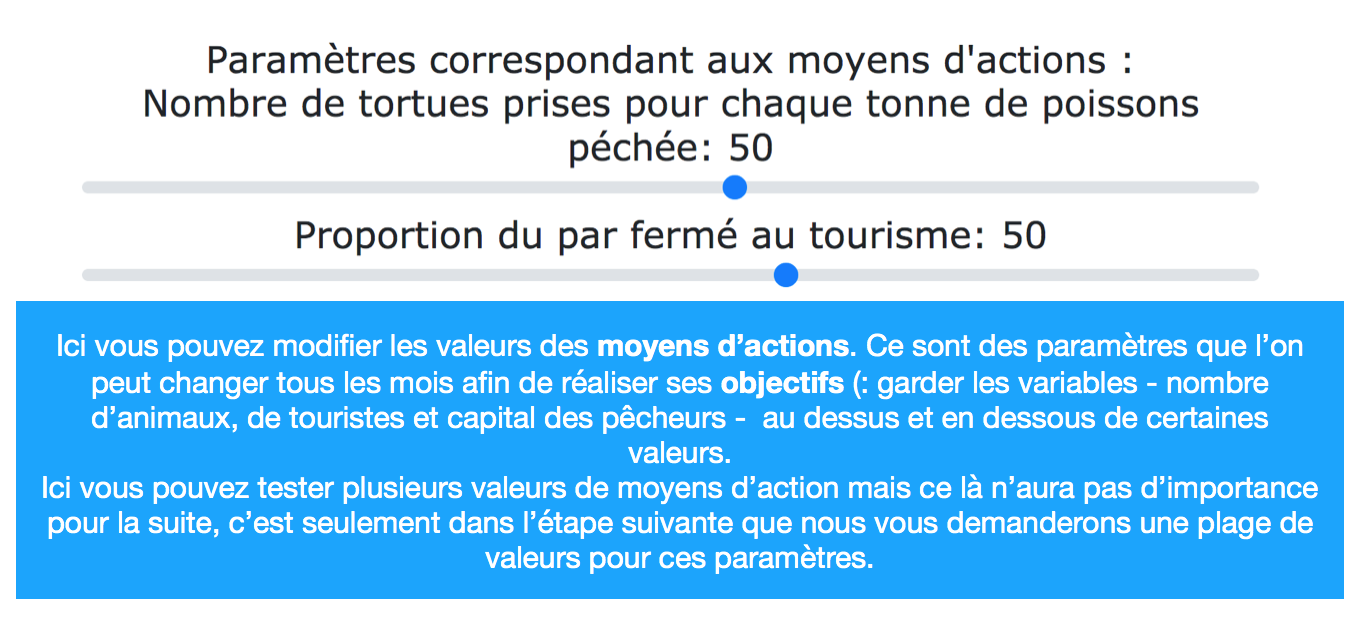 Paramètres correspondant aux moyens d'actions :
Nombre de tortues prises pour chaque tonne de poissons
péchée: 50
Proportion du par fermé au tourisme: 50
Ici vous pouvez modifier les valeurs des moyens d’actions. Ce sont des paramètres que l’on
peut changer tous les mois afin de réaliser ses objectifs (: garder les variables - nombre
d’animaux, de touristes et capital des pêcheurs -  au dessus et en dessous de certaines
valeurs.
Ici vous pouvez tester plusieurs valeurs de moyens d’action mais ce là n’aura pas d’importance
pour la suite, c’est seulement dans l’étape suivante que nous vous demanderons une plage de
valeurs pour ces paramètres.